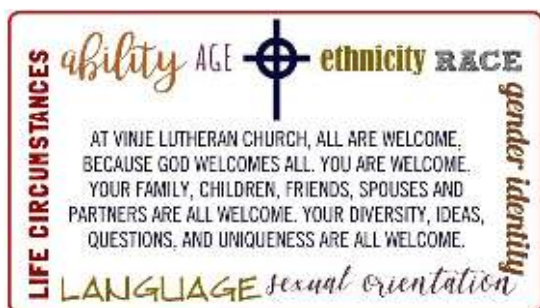 ability AGE ethnicity RACE
LIFE CIRCUMSTANCES
gender identity
AT VINJE LUTHERAN CHURCH, ALL ARE WELCOME,
BECAUSE GOD WELCOMES ALL. YOU ARE WELCOME.
YOUR FAMILY, CHILDREN, FRIENDS, SPOUSES AND
PARTNERS ARE ALL WELCOME. YOUR DIVERSITY, IDEAS,
QUESTIONS, AND UNIQUENESS ARE ALL WELCOME.
LANGUAGE sexual orientation